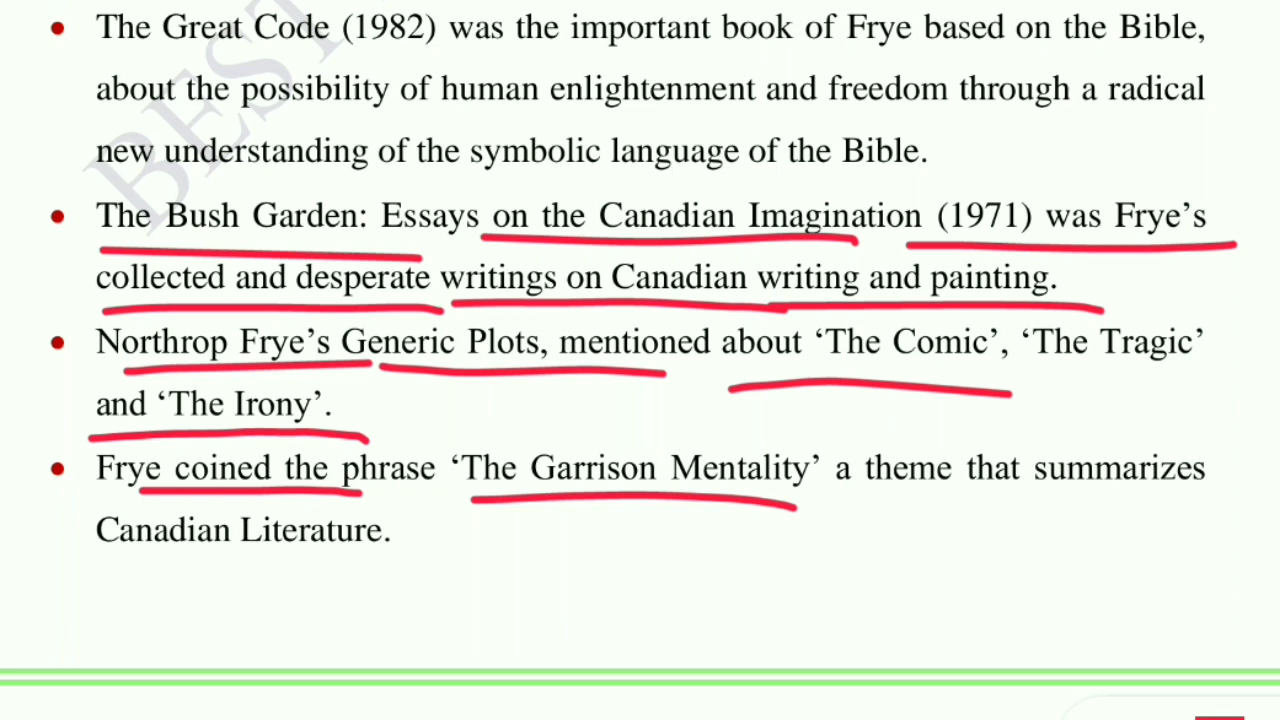 • The Great Code (1982) was the important book of Frye based on the Bible,
about the possibility of human enlightenment and freedom through a radical
new understanding of the symbolic language of the Bible.
• The Bush Garden: Essays on the Canadian Imagination (1971) was Frye’s
collected and desperate writings on Canadian writing and painting.
• Northrop Frye’s Generic Plots, mentioned about ‘The Comic’, ‘The Tragic’
and ‘The Irony’.
• Frye coined the phrase ‘The Garrison Mentality’ a theme that summarizes
Canadian Literature.
BEST